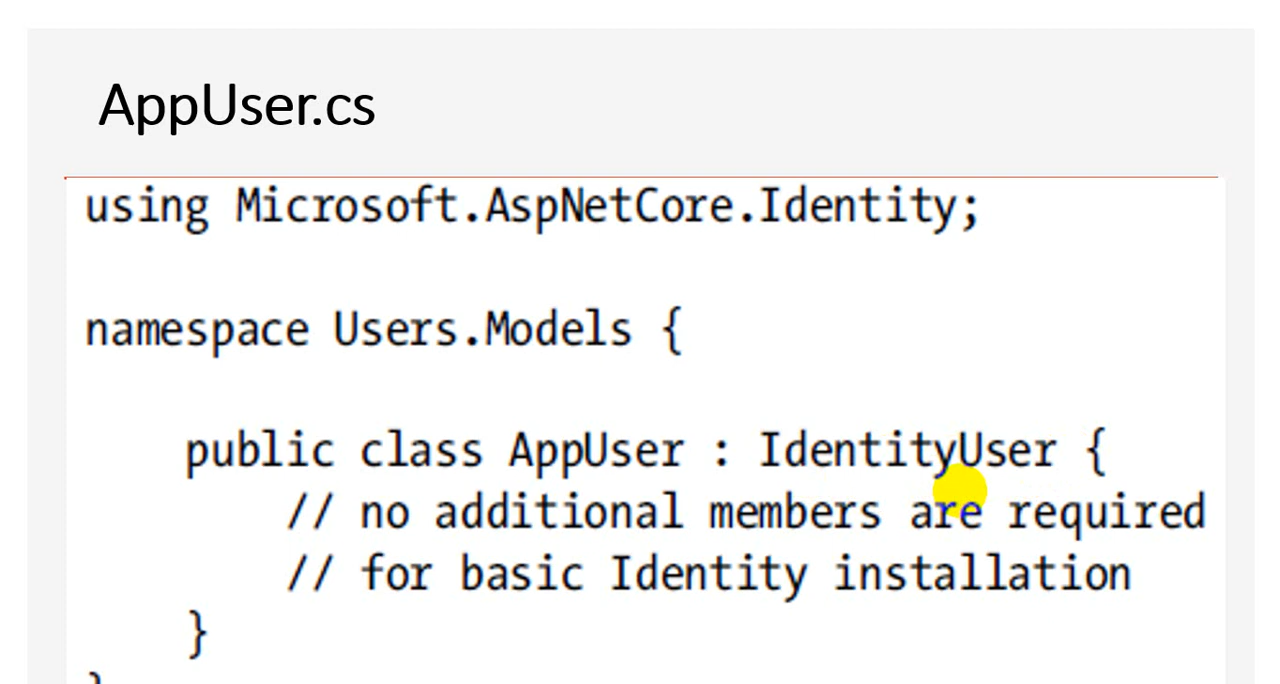 AppUser.cs
using Microsoft.AspNetCore.Identity;
namespace Users.Models {
public class AppUser : IdentityUser {
// no additional members are required
// for basic Identity installation
}
}